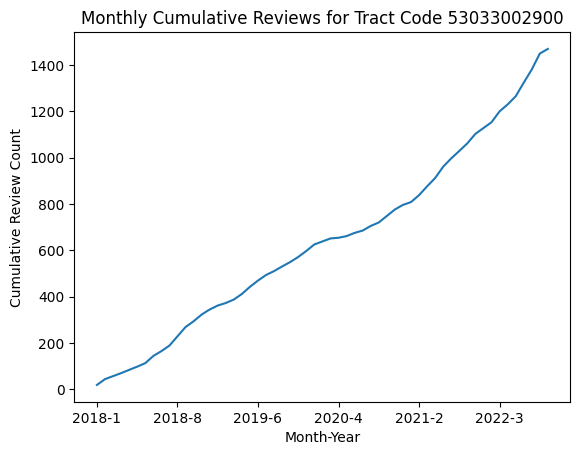 Monthly Cumulative Reviews for Tract Code 53033002900
Cumulative Review Count
1400
1200
1000
800
600
400
200
0
2018-1 2018-8 2019-6 2020-4 2021-2 2022-3
Month-Year